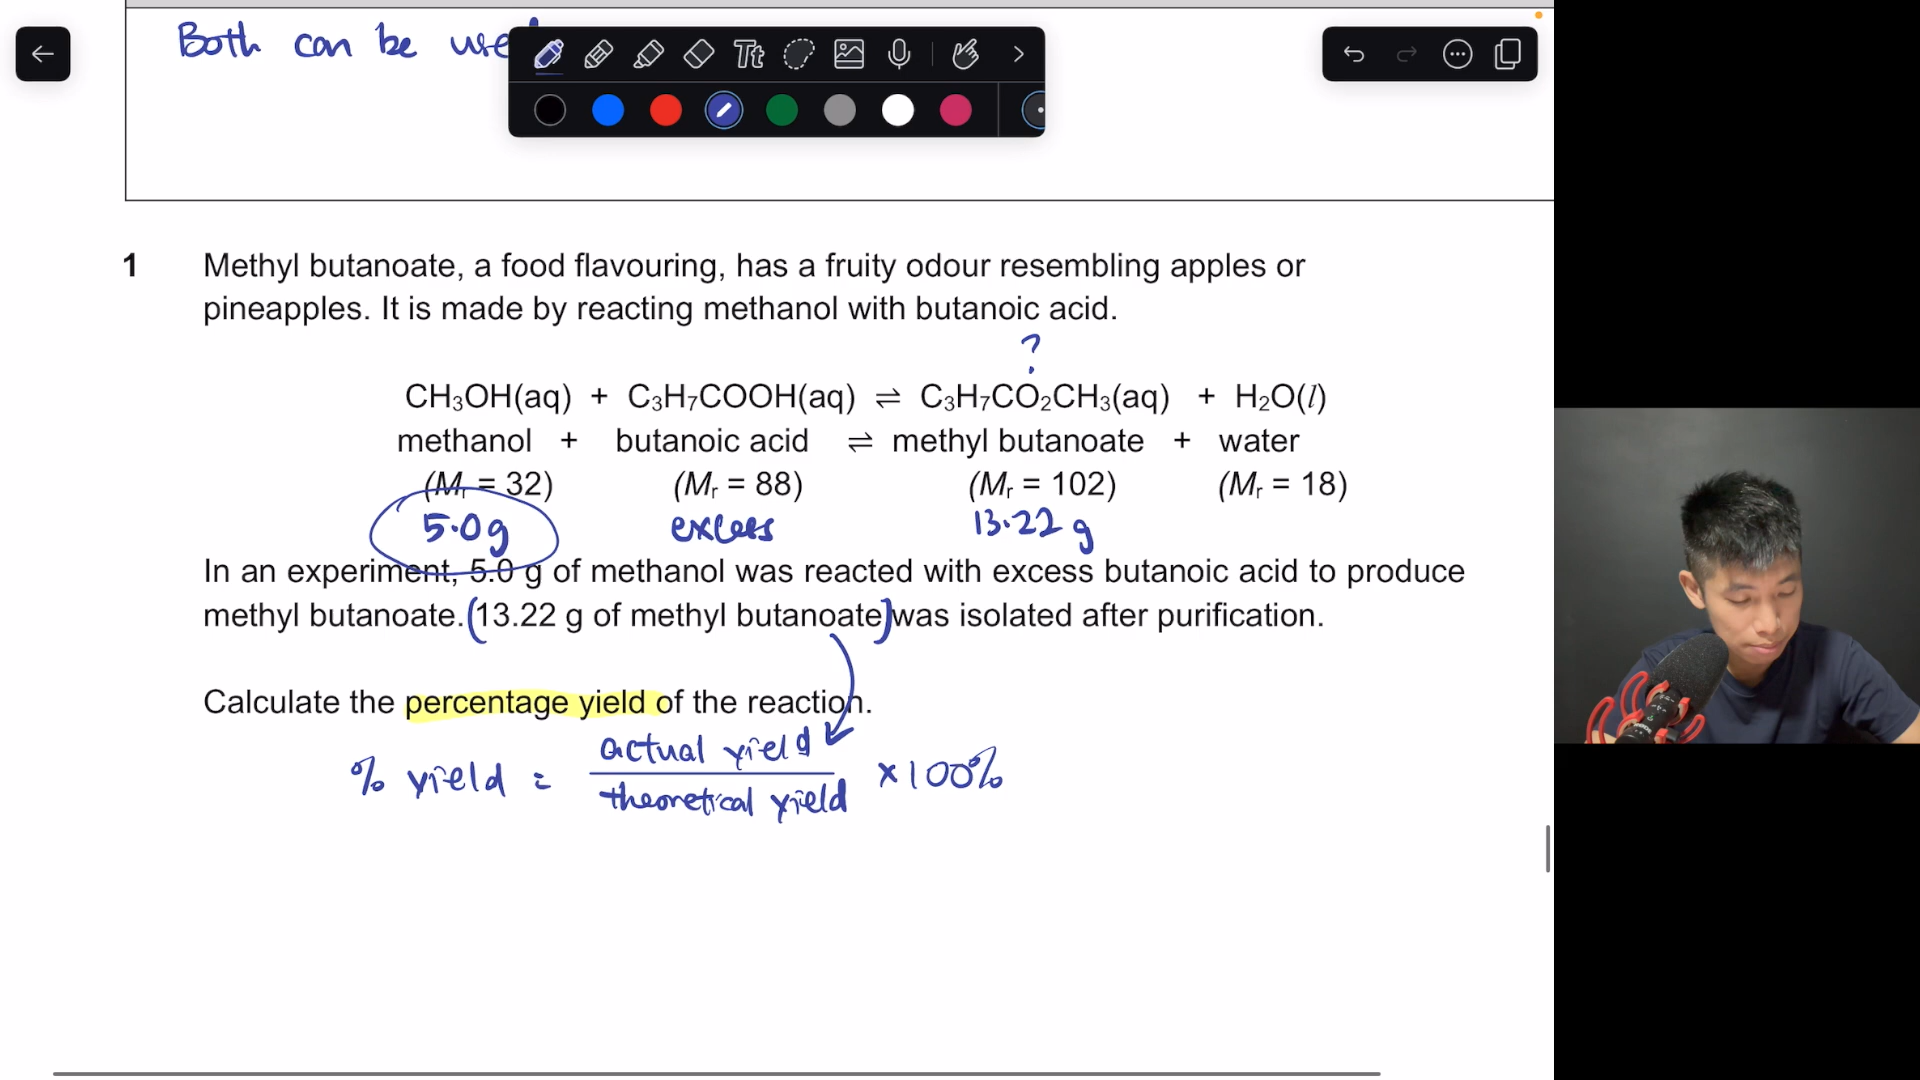 Both can be use
Tt
1 Methyl butanoate, a food flavouring, has a fruity odour resembling apples or
pineapples. It is made by reacting methanol with butanoic acid.
?
CH₃OH(aq) + C₃H₇COOH(aq) ⇌ C₃H₇CO₂CH₃(aq) + H₂O(l)
methanol + butanoic acid ⇌ methyl butanoate + water
(Mᵣ = 32) (Mᵣ = 88) (Mᵣ = 102) (Mᵣ = 18)
5.0g excess 13.22 g
In an experiment, 5.0 g of methanol was reacted with excess butanoic acid to produce
methyl butanoate. (13.22 g of methyl butanoate) was isolated after purification.
Calculate the percentage yield of the reaction.
% yield = actual yield / theoretical yield × 100%